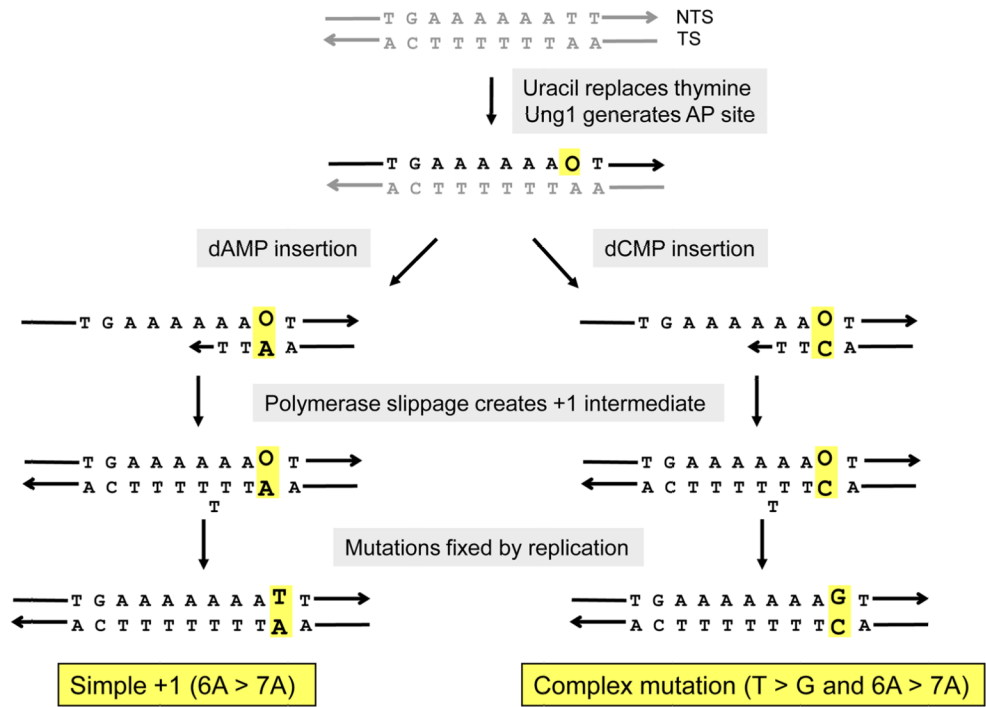 T G A A A A A A T T NTS
A C T T T T T T A A TS
Uracil replaces thymine
Ung1 generates AP site
T G A A A A A A O T
A C T T T T T T A A
dAMP insertion
dCMP insertion
T G A A A A A A O T
T T A A
T G A A A A A A O T
T T C A
Polymerase slippage creates +1 intermediate
T G A A A A A A O T
A C T T T T T T A A
T
T G A A A A A A O T
A C T T T T T T C A
T
Mutations fixed by replication
T G A A A A A A A T T
A C T T T T T T T A A
T G A A A A A A A G T
A C T T T T T T T C A
Simple +1 (6A > 7A)
Complex mutation (T > G and 6A > 7A)